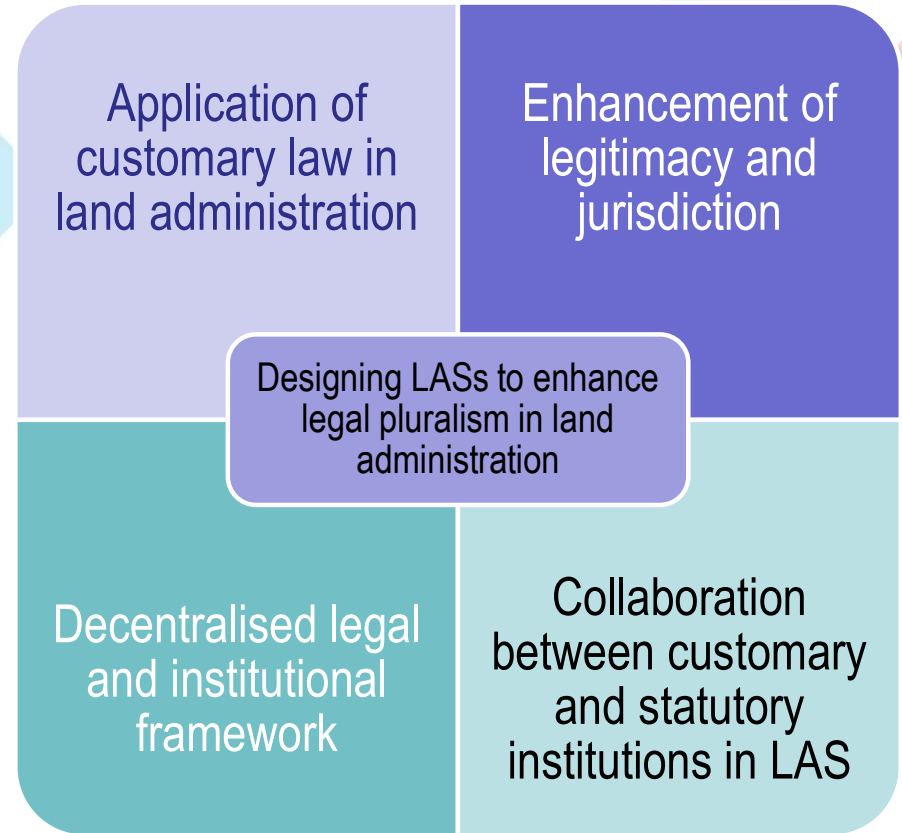 Application of
customary law in
land administration
Enhancement of
legitimacy and
jurisdiction
Designing LASs to enhance
legal pluralism in land
administration
Decentralised legal
and institutional
framework
Collaboration
between customary
and statutory
institutions in LAS